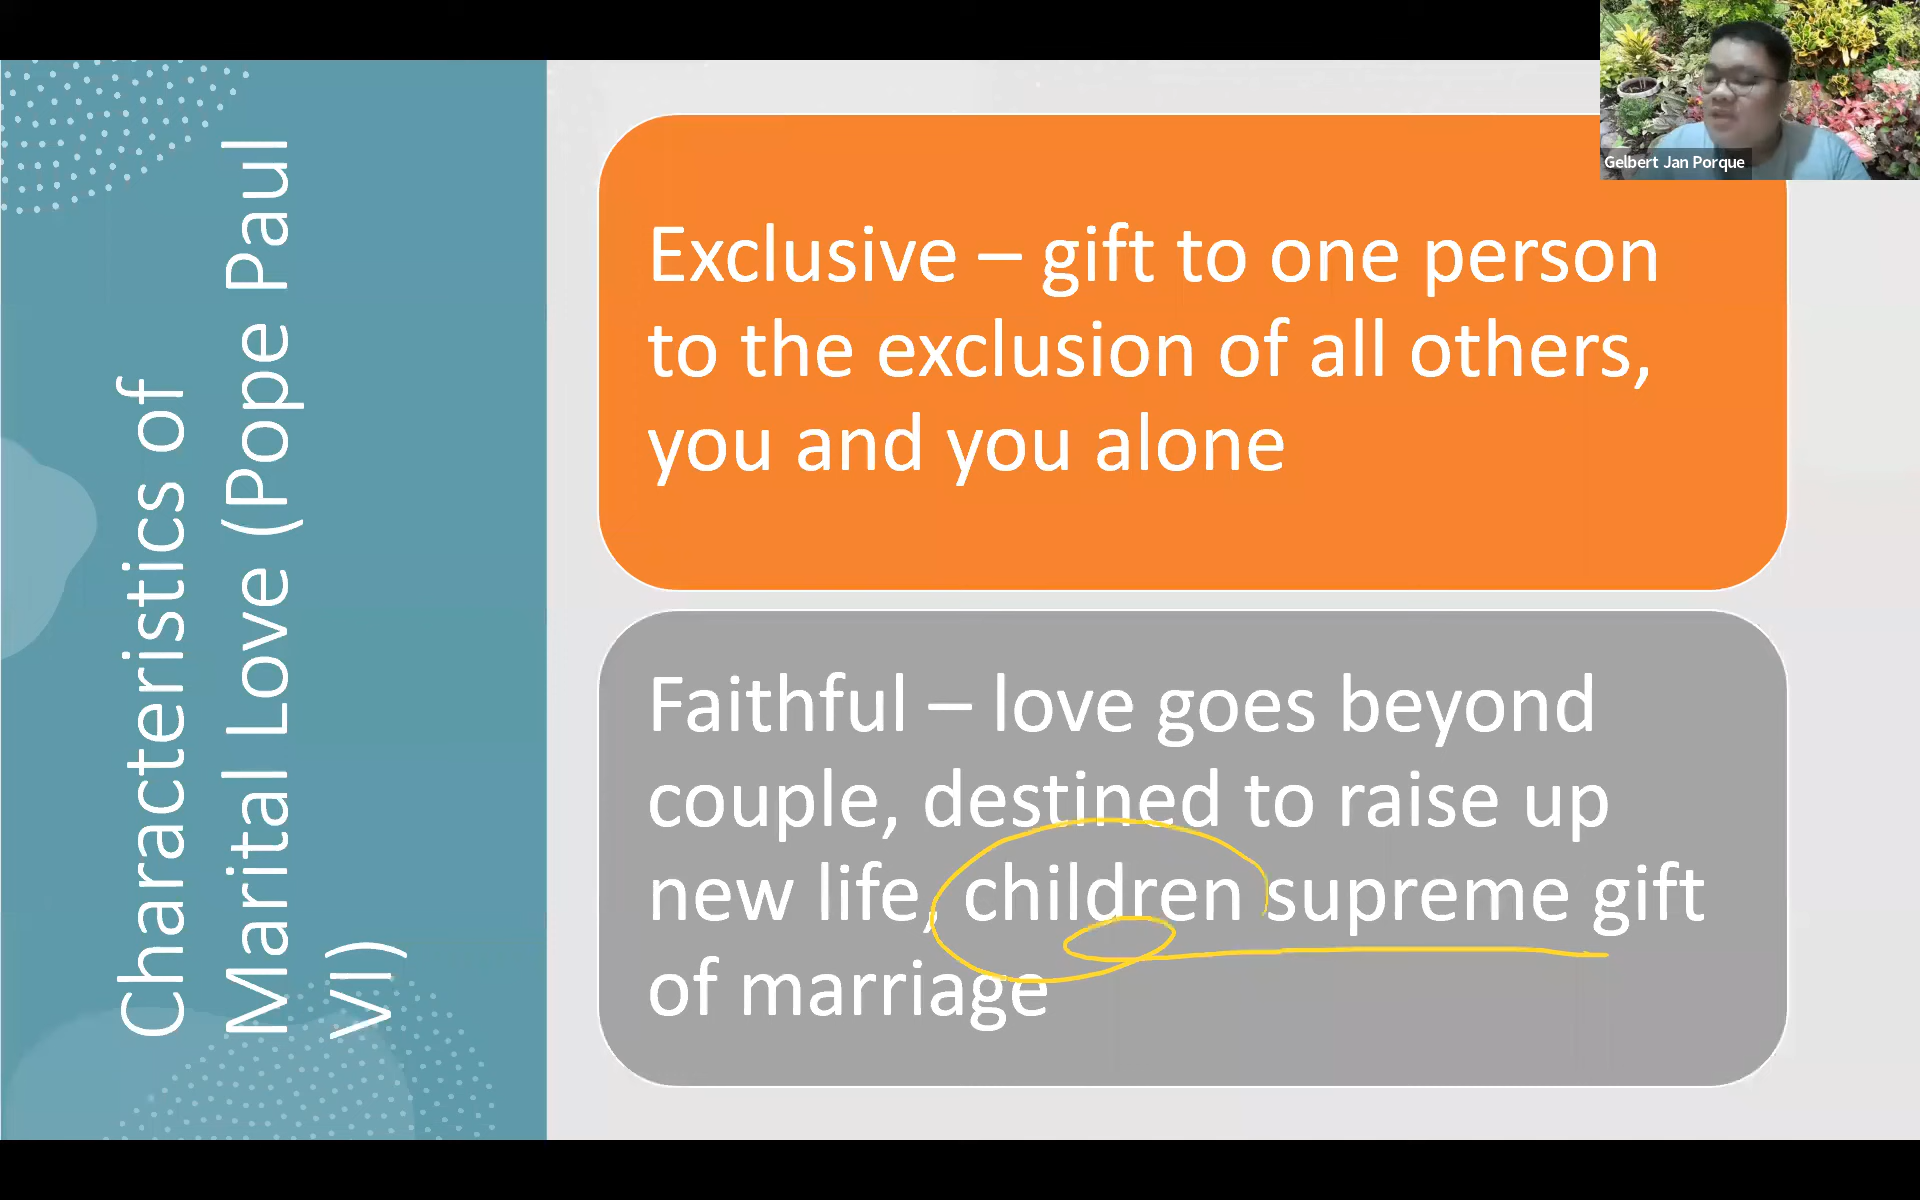 Characteristics of
Marital Love (Pope Paul
VI)
Exclusive – gift to one person
to the exclusion of all others,
you and you alone
Faithful – love goes beyond
couple, destined to raise up
new life, children supreme gift
of marriage
Gelbert Jan Porque